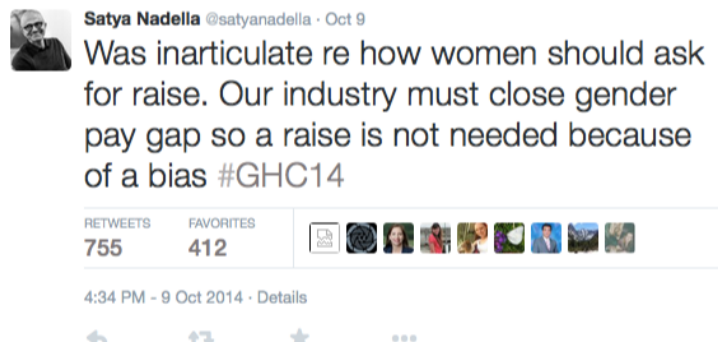 Satya Nadella @satyanadella · Oct 9
Was inarticulate re how women should ask
for raise. Our industry must close gender
pay gap so a raise is not needed because
of a bias #GHC14
RETWEETS FAVORITES
755 412
4:34 PM - 9 Oct 2014 · Details